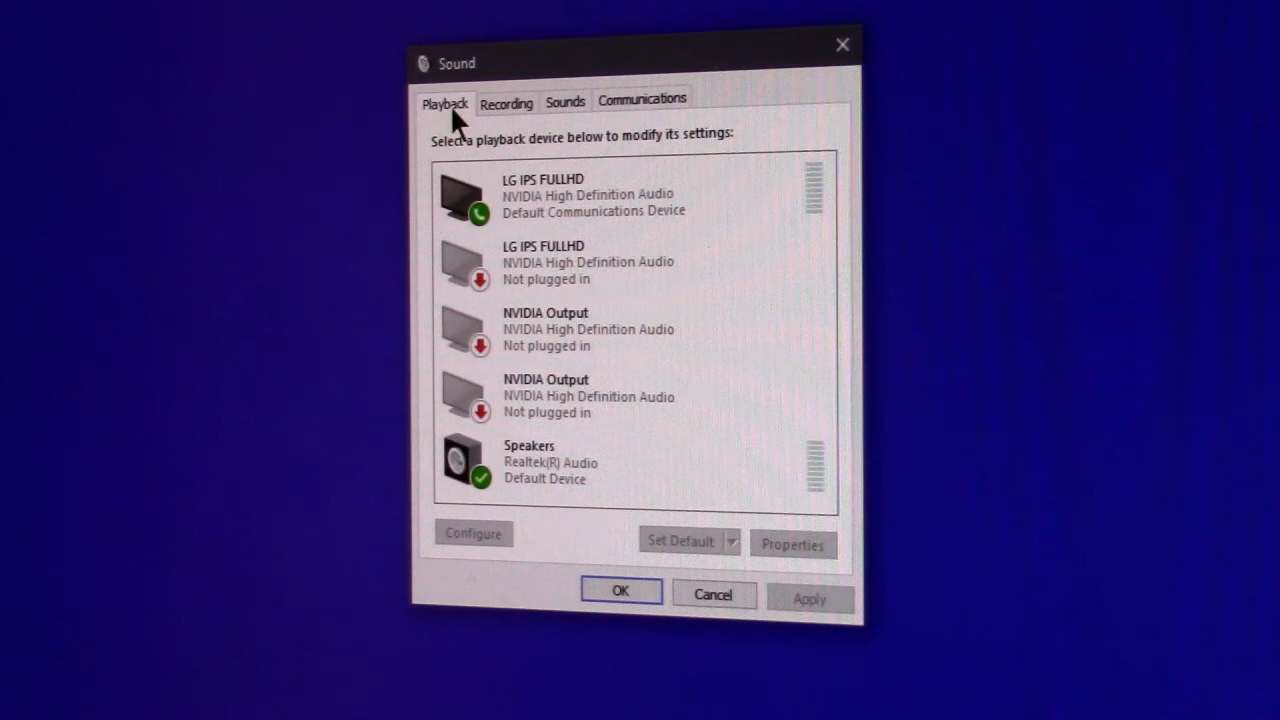 Sound
Playback Recording Sounds Communications
Select a playback device below to modify its settings:
LG IPS FULLHD
NVIDIA High Definition Audio
Default Communications Device
LG IPS FULLHD
NVIDIA High Definition Audio
Not plugged in
NVIDIA Output
NVIDIA High Definition Audio
Not plugged in
NVIDIA Output
NVIDIA High Definition Audio
Not plugged in
Speakers
Realtek(R) Audio
Default Device
Configure Set Default Properties
OK Cancel Apply